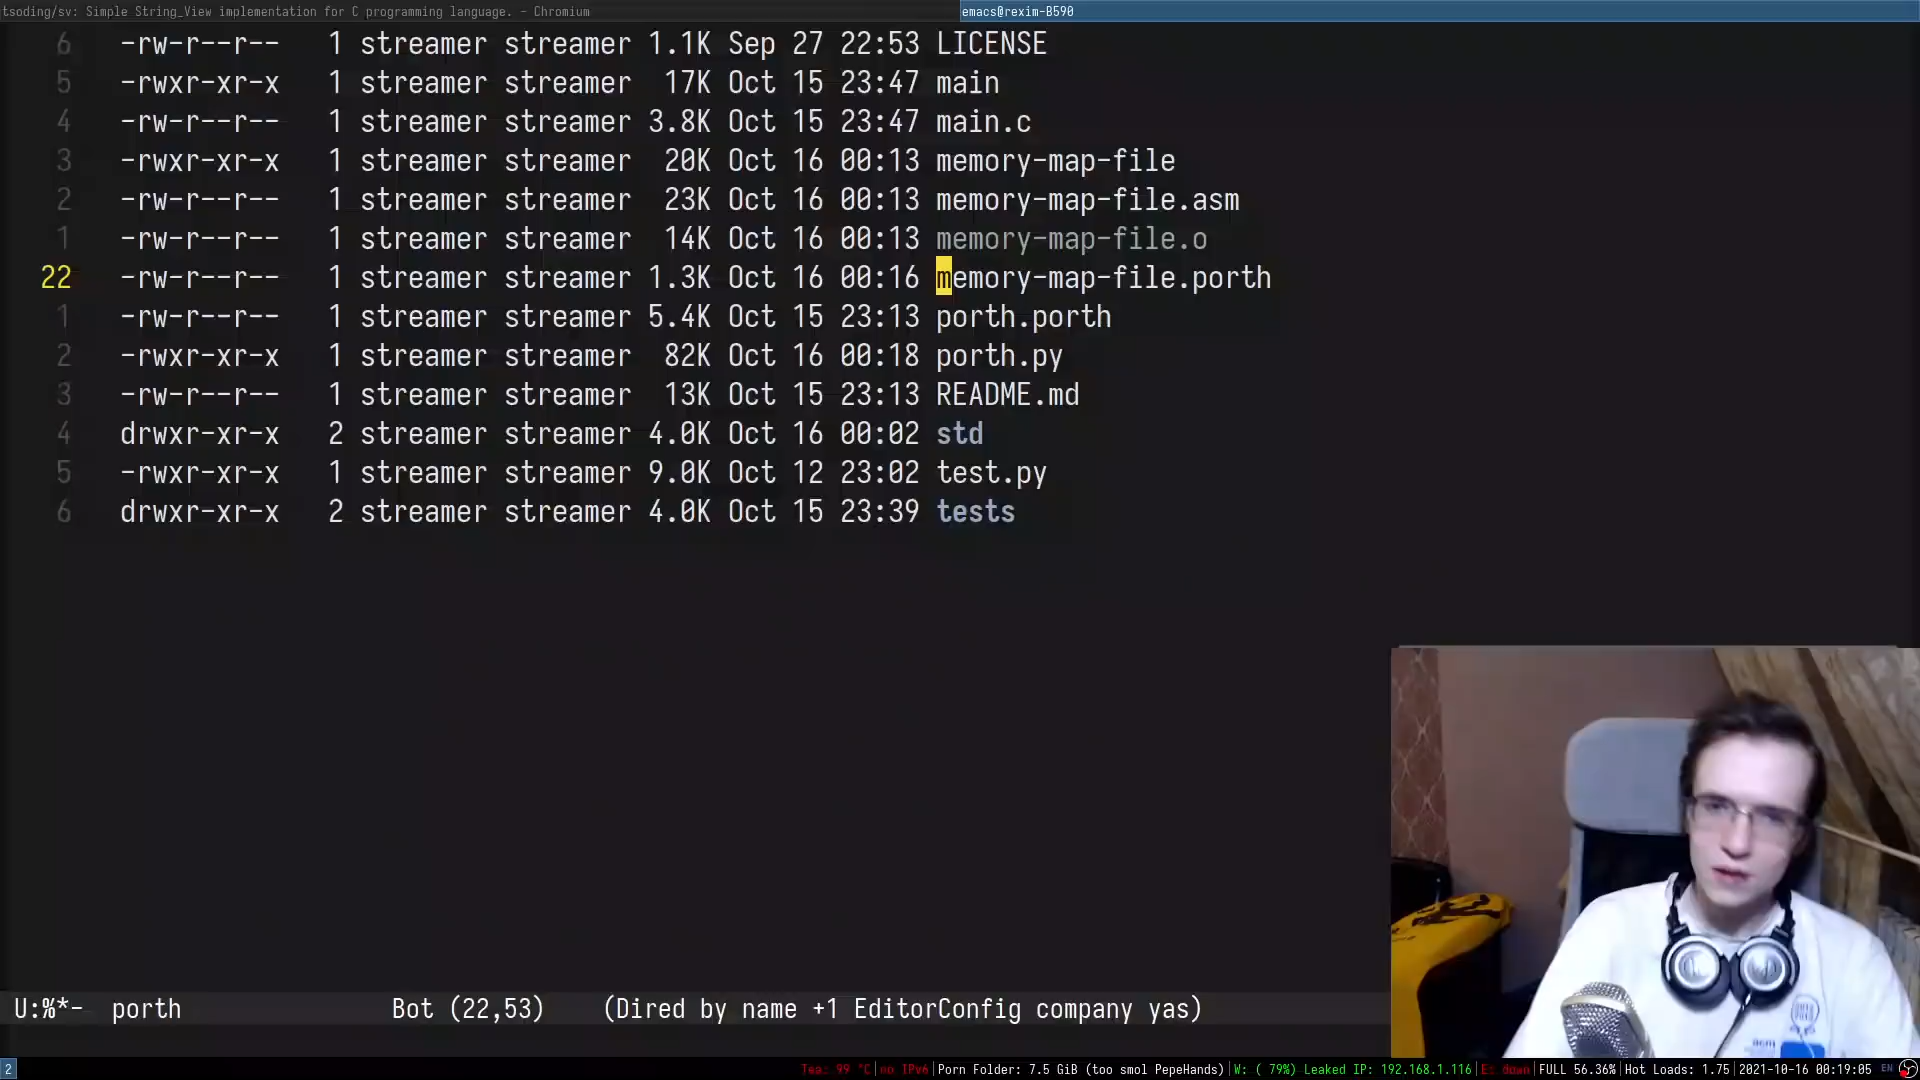 tsoding/sv: Simple String_View implementation for C programming language. - Chromium
emacs@rexim-B590
6 -rw-r--r-- 1 streamer streamer 1.1K Sep 27 22:53 LICENSE
5 -rwxr-xr-x 1 streamer streamer 17K Oct 15 23:47 main
4 -rw-r--r-- 1 streamer streamer 3.8K Oct 15 23:47 main.c
3 -rwxr-xr-x 1 streamer streamer 20K Oct 16 00:13 memory-map-file
2 -rw-r--r-- 1 streamer streamer 23K Oct 16 00:13 memory-map-file.asm
1 -rw-r--r-- 1 streamer streamer 14K Oct 16 00:13 memory-map-file.o
22 -rw-r--r-- 1 streamer streamer 1.3K Oct 16 00:16 memory-map-file.porth
1 -rw-r--r-- 1 streamer streamer 5.4K Oct 15 23:13 porth.porth
2 -rwxr-xr-x 1 streamer streamer 82K Oct 16 00:18 porth.py
3 -rw-r--r-- 1 streamer streamer 13K Oct 15 23:13 README.md
4 drwxr-xr-x 2 streamer streamer 4.0K Oct 16 00:02 std
5 -rwxr-xr-x 1 streamer streamer 9.0K Oct 12 23:02 test.py
6 drwxr-xr-x 2 streamer streamer 4.0K Oct 15 23:39 tests
U:%*- porth Bot (22,53) (Dired by name +1 EditorConfig company yas)
2 Tea: 99 °C|no IPv6|Porn Folder: 7.5 GiB (too smol PepeHands)|W: ( 79%) Leaked IP: 192.168.1.116|E: down|FULL 56.36%|Hot Loads: 1.75|2021-10-16 00:19:05 EN